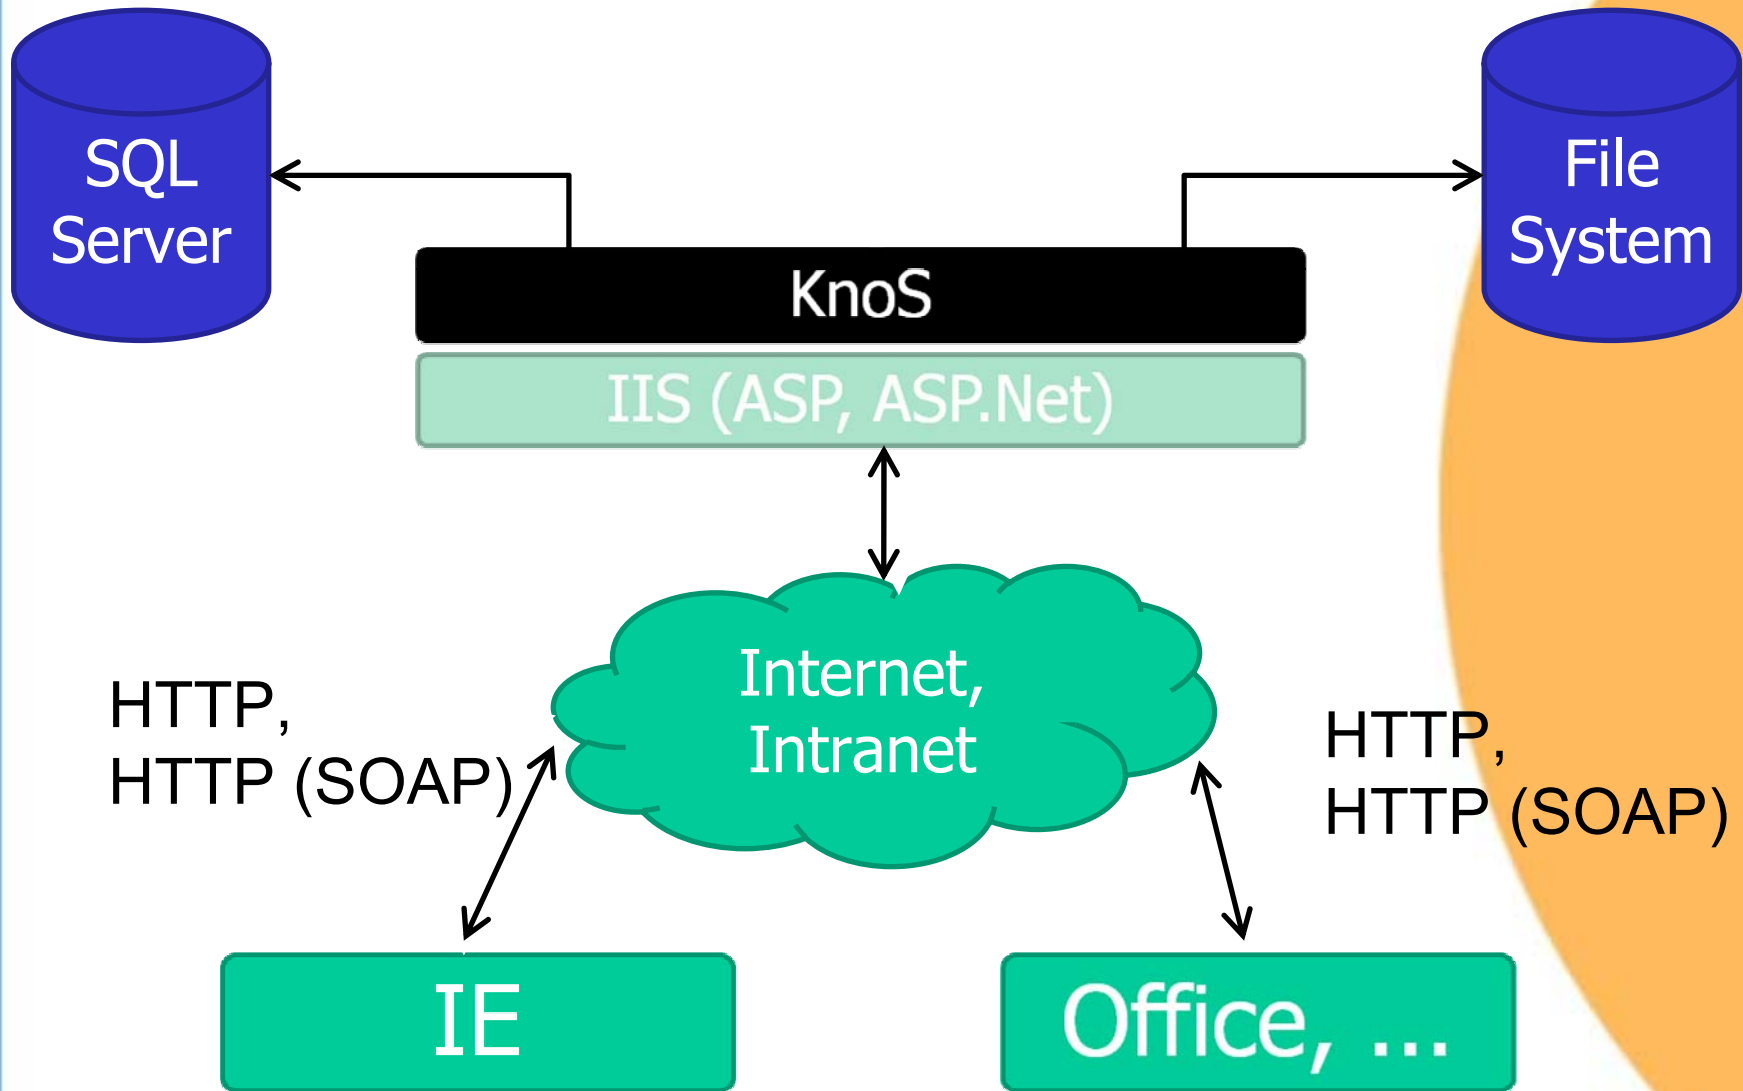 SQL
Server
File
System
KnoS
IIS (ASP, ASP.Net)
Internet,
Intranet
HTTP,
HTTP (SOAP)
HTTP,
HTTP (SOAP)
IE
Office, ...